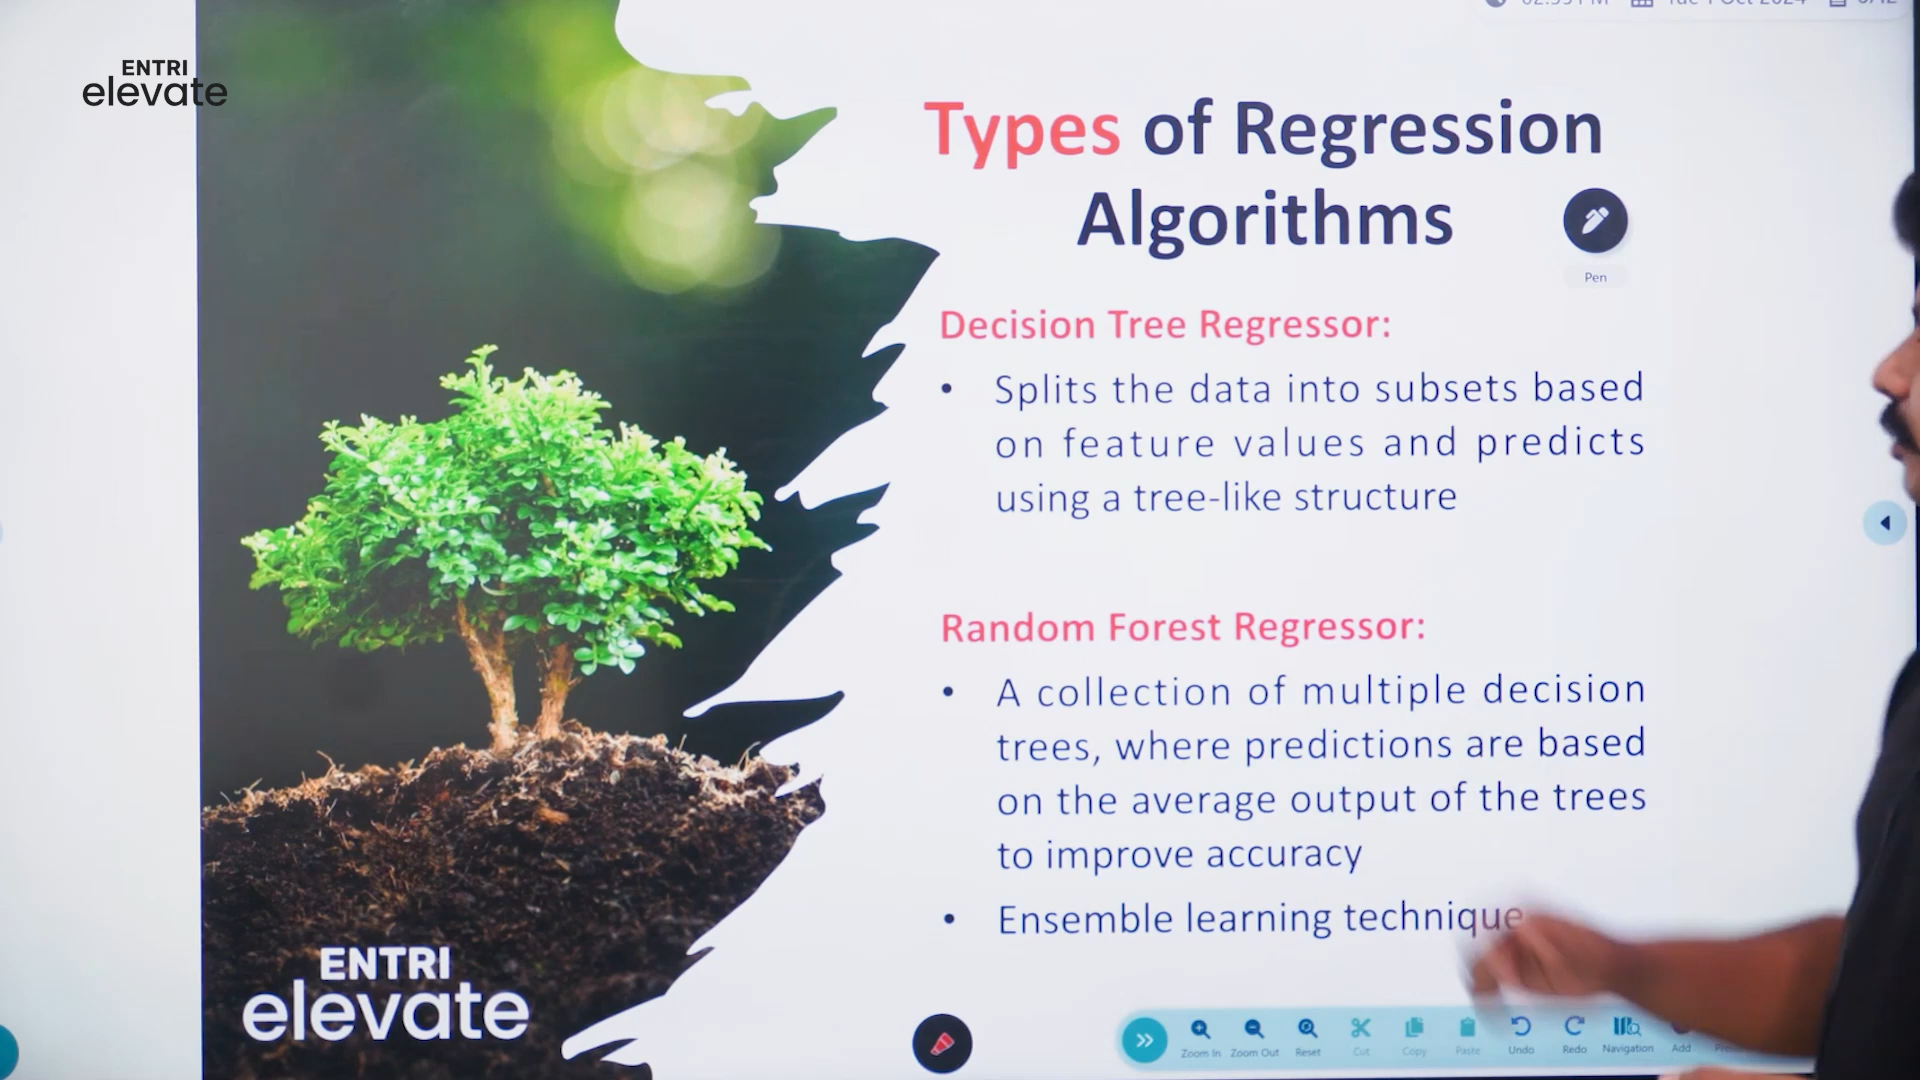 ENTRI
elevate
Types of Regression
Algorithms
Pen
Decision Tree Regressor:
• Splits the data into subsets based
on feature values and predicts
using a tree-like structure
Random Forest Regressor:
• A collection of multiple decision
trees, where predictions are based
on the average output of the trees
to improve accuracy
• Ensemble learning technique
ENTRI
elevate
Zoom In Zoom Out Reset Cut Copy Paste Undo Redo Navigation Add